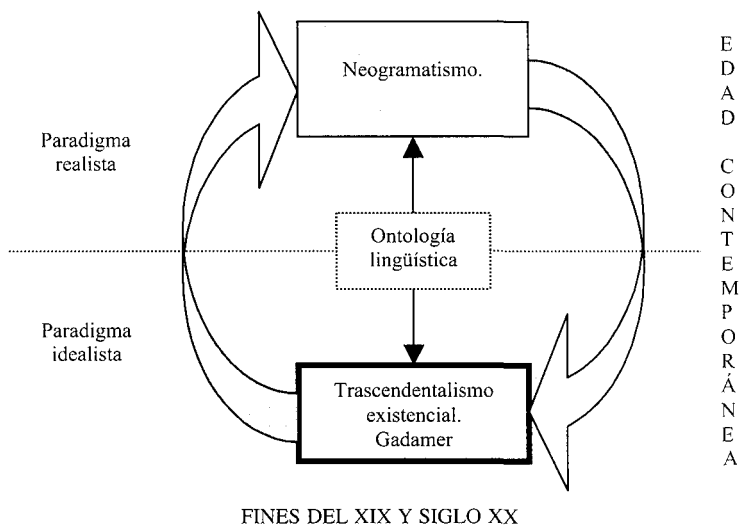 Neogramatismo.
Paradigma
realista
Ontología
lingüística
Paradigma
idealista
Trascendentalismo
existencial.
Gadamer
EDAD CONTEMPORÁNEA
FINES DEL XIX Y SIGLO XX